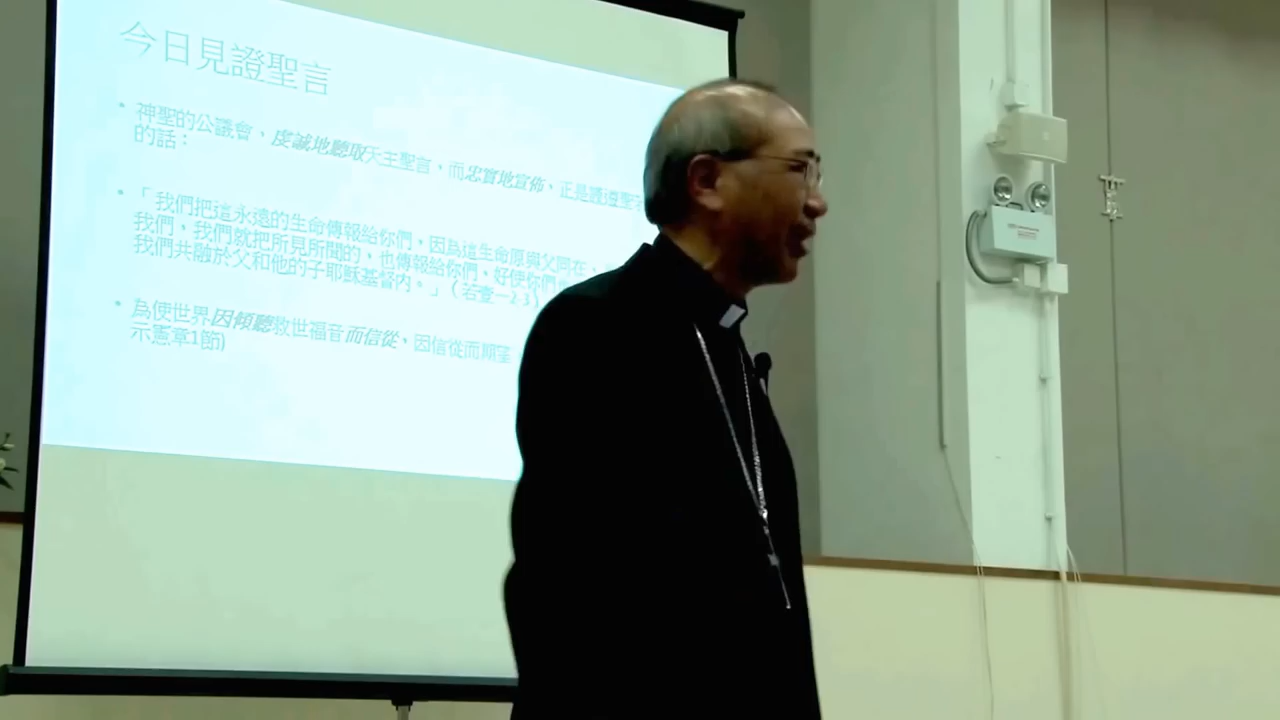 今日見證聖言
• 神聖的公議會、虔誠地聽取天主聖言，而忠實地宣佈，正是遵聖
的話：
• 「我們把這永遠的生命傳報給你們，因為這生命原與父同在，
我們，我們就把所見所聞的，也傳報給你們，好使你們
我們共融於父和他的子耶穌基督內。」（若壹一2-3）
• 為使世界因傾聽救世福音而信從，因信從而期望
示憲章1節)